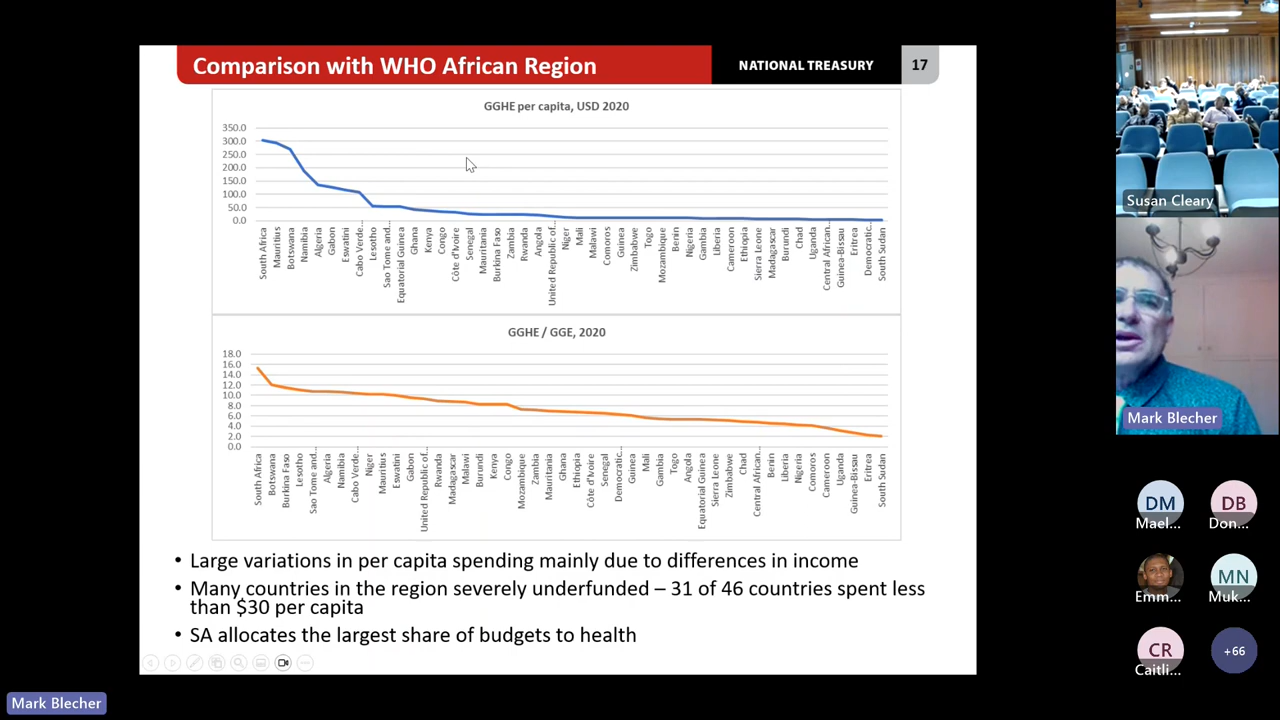 Comparison with WHO African Region
NATIONAL TREASURY
17
GGHE per capita, USD 2020
350.0
300.0
250.0
200.0
150.0
100.0
50.0
0.0
South Africa
Mauritius
Botswana
Namibia
Algeria
Gabon
Eswatini
Cabo Verde...
Lesotho
Sao Tome and...
Equatorial Guinea
Ghana
Kenya
Congo
Côte d'Ivoire
Senegal
Mauritania
Burkina Faso
Zambia
Rwanda
Angola
United Republic of...
Niger
Mali
Malawi
Comoros
Guinea
Zimbabwe
Togo
Mozambique
Benin
Nigeria
Gambia
Liberia
Cameroon
Ethiopia
Sierra Leone
Madagascar
Burundi
Chad
Uganda
Central African...
Guinea-Bissau
Eritrea
Democratic...
South Sudan
GGHE / GGE, 2020
18.0
16.0
14.0
12.0
10.0
8.0
6.0
4.0
2.0
0.0
South Africa
Botswana
Burkina Faso
Lesotho
Sao Tome and...
Algeria
Namibia
Cabo Verde...
Niger
Mauritius
Eswatini
Gabon
United Republic of...
Rwanda
Madagascar
Malawi
Burundi
Kenya
Congo
Mozambique
Zambia
Mauritania
Ghana
Ethiopia
Côte d'Ivoire
Senegal
Democratic...
Guinea
Mali
Gambia
Togo
Angola
Equatorial Guinea
Sierra Leone
Zimbabwe
Chad
Central African...
Benin
Liberia
Nigeria
Comoros
Cameroon
Uganda
Guinea-Bissau
Eritrea
South Sudan
• Large variations in per capita spending mainly due to differences in income
• Many countries in the region severely underfunded – 31 of 46 countries spent less
than $30 per capita
• SA allocates the largest share of budgets to health
Mark Blecher
Susan Cleary
Mark Blecher
DM
Mael...
DB
Don...
Emm...
MN
Muk...
CR
Caitli...
+66